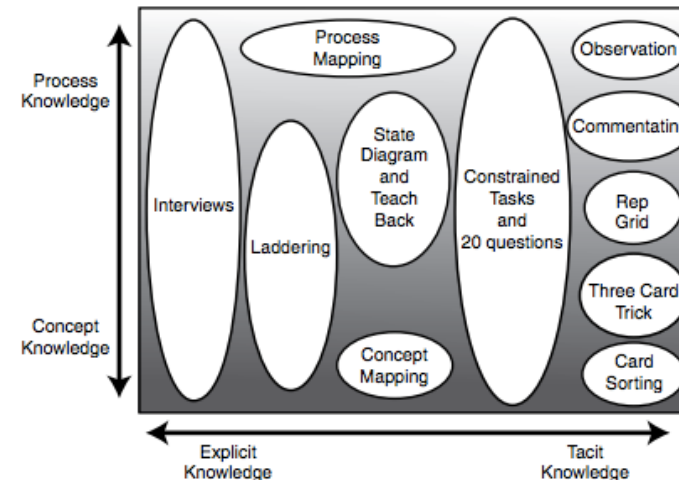 Process
Knowledge
Concept
Knowledge
Interviews
Process
Mapping
Laddering
State
Diagram
and
Teach
Back
Concept
Mapping
Constrained
Tasks
and
20 questions
Observation
Commentatin
Rep
Grid
Three Card
Trick
Card
Sorting
Explicit
Knowledge
Tacit
Knowledge